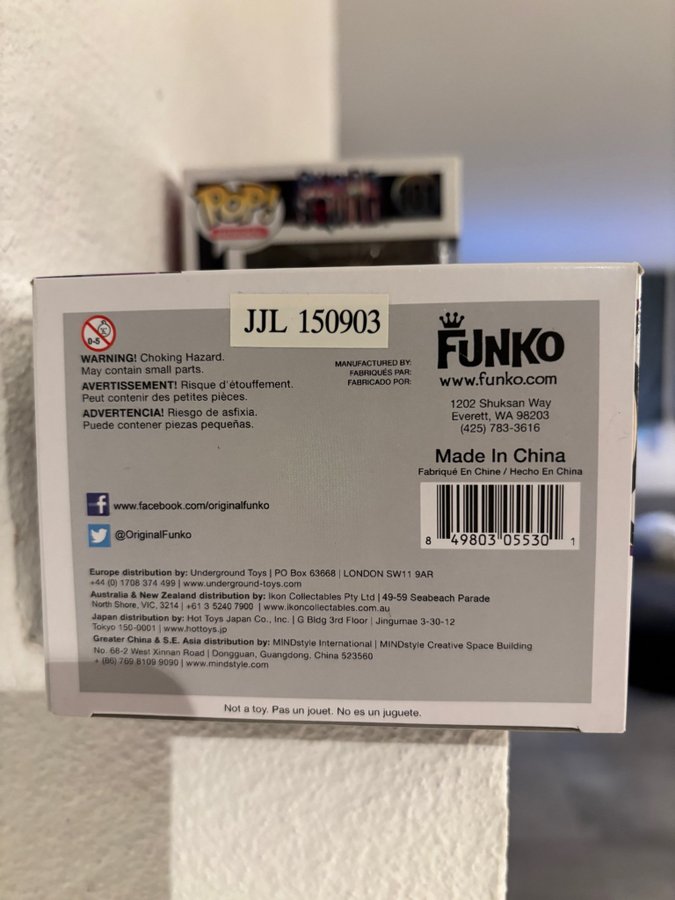 POP!
JJL 150903
0-3
WARNING! Choking Hazard.
May contain small parts.
AVERTISSEMENT! Risque d'étouffement.
Peut contenir des petites pièces.
ADVERTENCIA! Riesgo de asfixia.
Puede contener piezas pequeñas.
MANUFACTURED BY:
FABRIQUÉS PAR:
FABRICADO POR:
FUNKO
www.funko.com
1202 Shuksan Way
Everett, WA 98203
(425) 783-3616
Made In China
Fabriqué En Chine / Hecho En China
8 49803 05530 1
f www.facebook.com/originalfunko
@OriginalFunko
Europe distribution by: Underground Toys | PO Box 63668 | LONDON SW11 9AR
+44 (0) 1708 374 499 | www.underground-toys.com
Australia & New Zealand distribution by: Ikon Collectables Pty Ltd | 49-59 Seabeach Parade
North Shore, VIC, 3214 | +61 3 5240 7900 | www.ikoncollectables.com.au
Japan distribution by: Hot Toys Japan Co., Inc. | G Bldg 3rd Floor | Jingumae 3-30-12
Tokyo 150-0001 | www.hottoys.jp
Greater China & S.E. Asia distribution by: MINDstyle International | MINDstyle Creative Space Building
No. 68-2 West Xinnan Road | Dongguan, Guangdong, China 523560
+ (86) 769 8109 9090 | www.mindstyle.com
Not a toy. Pas un jouet. No es un juguete.